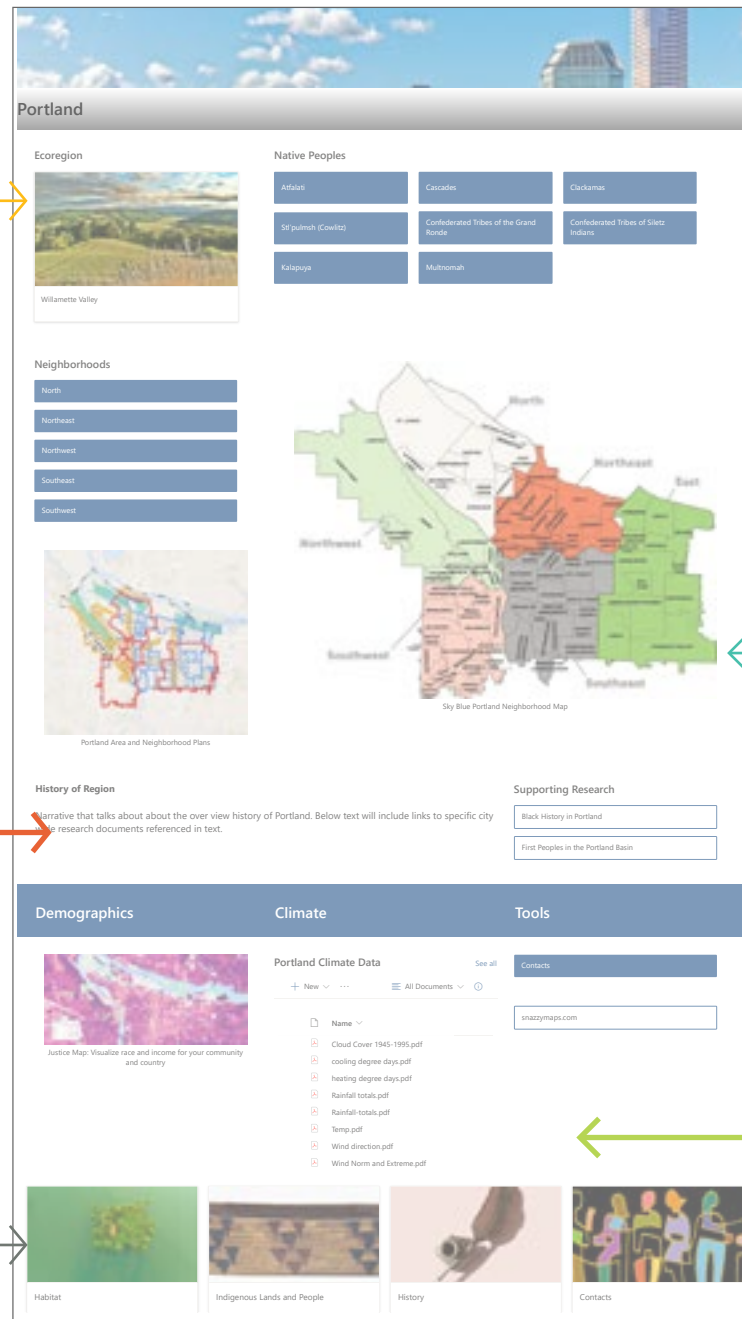 Portland
Ecoregion
Native Peoples
Atfalati
Cascades
Clackamas
Stl'pulmsh (Cowlitz)
Confederated Tribes of the Grand
Ronde
Confederated Tribes of Siletz
Indians
Kalapuya
Multnomah
Willamette Valley
Neighborhoods
North
Northeast
Northwest
Southeast
Southwest
North
Northeast
East
Northwest
Southwest
Southeast
Sky Blue Portland Neighborhood Map
Portland Area and Neighborhood Plans
History of Region
Narrative that talks about about the over view history of Portland. Below text will include links to specific city
wide research documents referenced in text.
Supporting Research
Black History in Portland
First Peoples in the Portland Basin
Demographics
Climate
Tools
Justice Map: Visualize race and income for your community
and country
Portland Climate Data
See all
New
All Documents
Name
Cloud Cover 1945-1995.pdf
cooling degree days.pdf
heating degree days.pdf
Rainfall totals.pdf
Rainfall-totals.pdf
Temp.pdf
Wind direction.pdf
Wind Norm and Extreme.pdf
Contacts
snazzymaps.com
Habitat
Indigenous Lands and People
History
Contacts